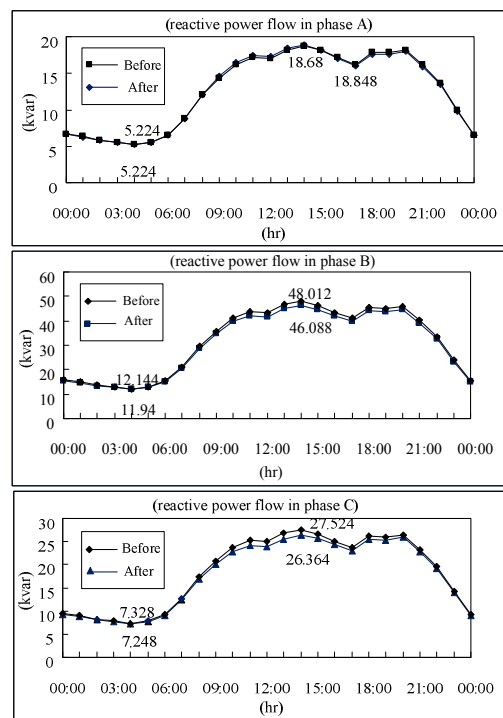 (reactive power flow in phase A)
20
15
10
5
0
(kvar)
Before
After
18.68
18.848
5.224
5.224
00:00 03:00 06:00 09:00 12:00 15:00 18:00 21:00 00:00
(hr)
(reactive power flow in phase B)
60
50
40
30
20
10
0
(kvar)
Before
After
48.012
46.088
12.144
11.94
00:00 03:00 06:00 09:00 12:00 15:00 18:00 21:00 00:00
(hr)
(reactive power flow in phase C)
30
25
20
15
10
5
0
(kvar)
Before
After
27.524
26.364
7.328
7.248
00:00 03:00 06:00 09:00 12:00 15:00 18:00 21:00 00:00
(hr)